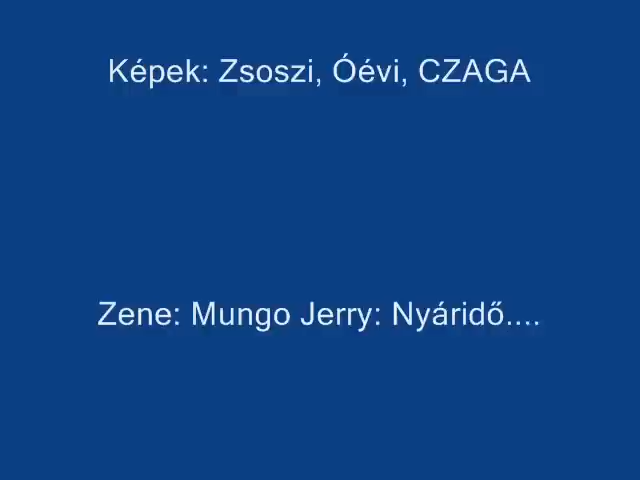 Képek: Zsoszi, Óévi, CZAGA
Zene: Mungo Jerry: Nyáridő....